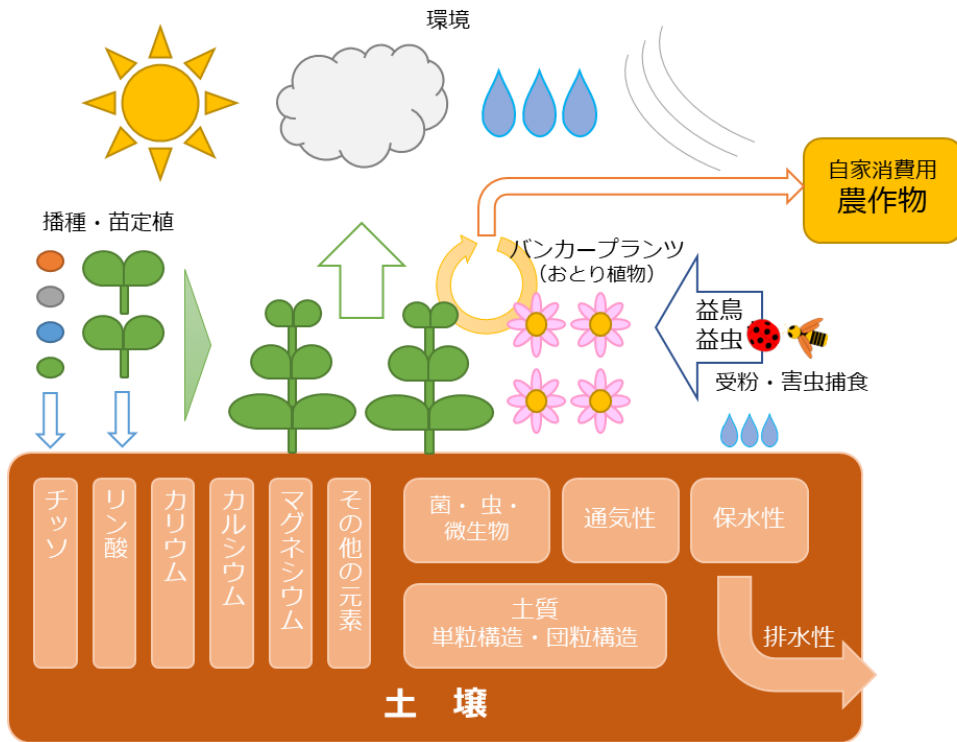 環境
自家消費用
農作物
播種・苗定植
バンカープランツ
（おとり植物）
益鳥
益虫
受粉・害虫捕食
チッソ
リン酸
カリウム
カルシウム
マグネシウム
その他の元素
菌・ 虫・
微生物
通気性
保水性
土質
単粒構造・団粒構造
排水性
土 壌